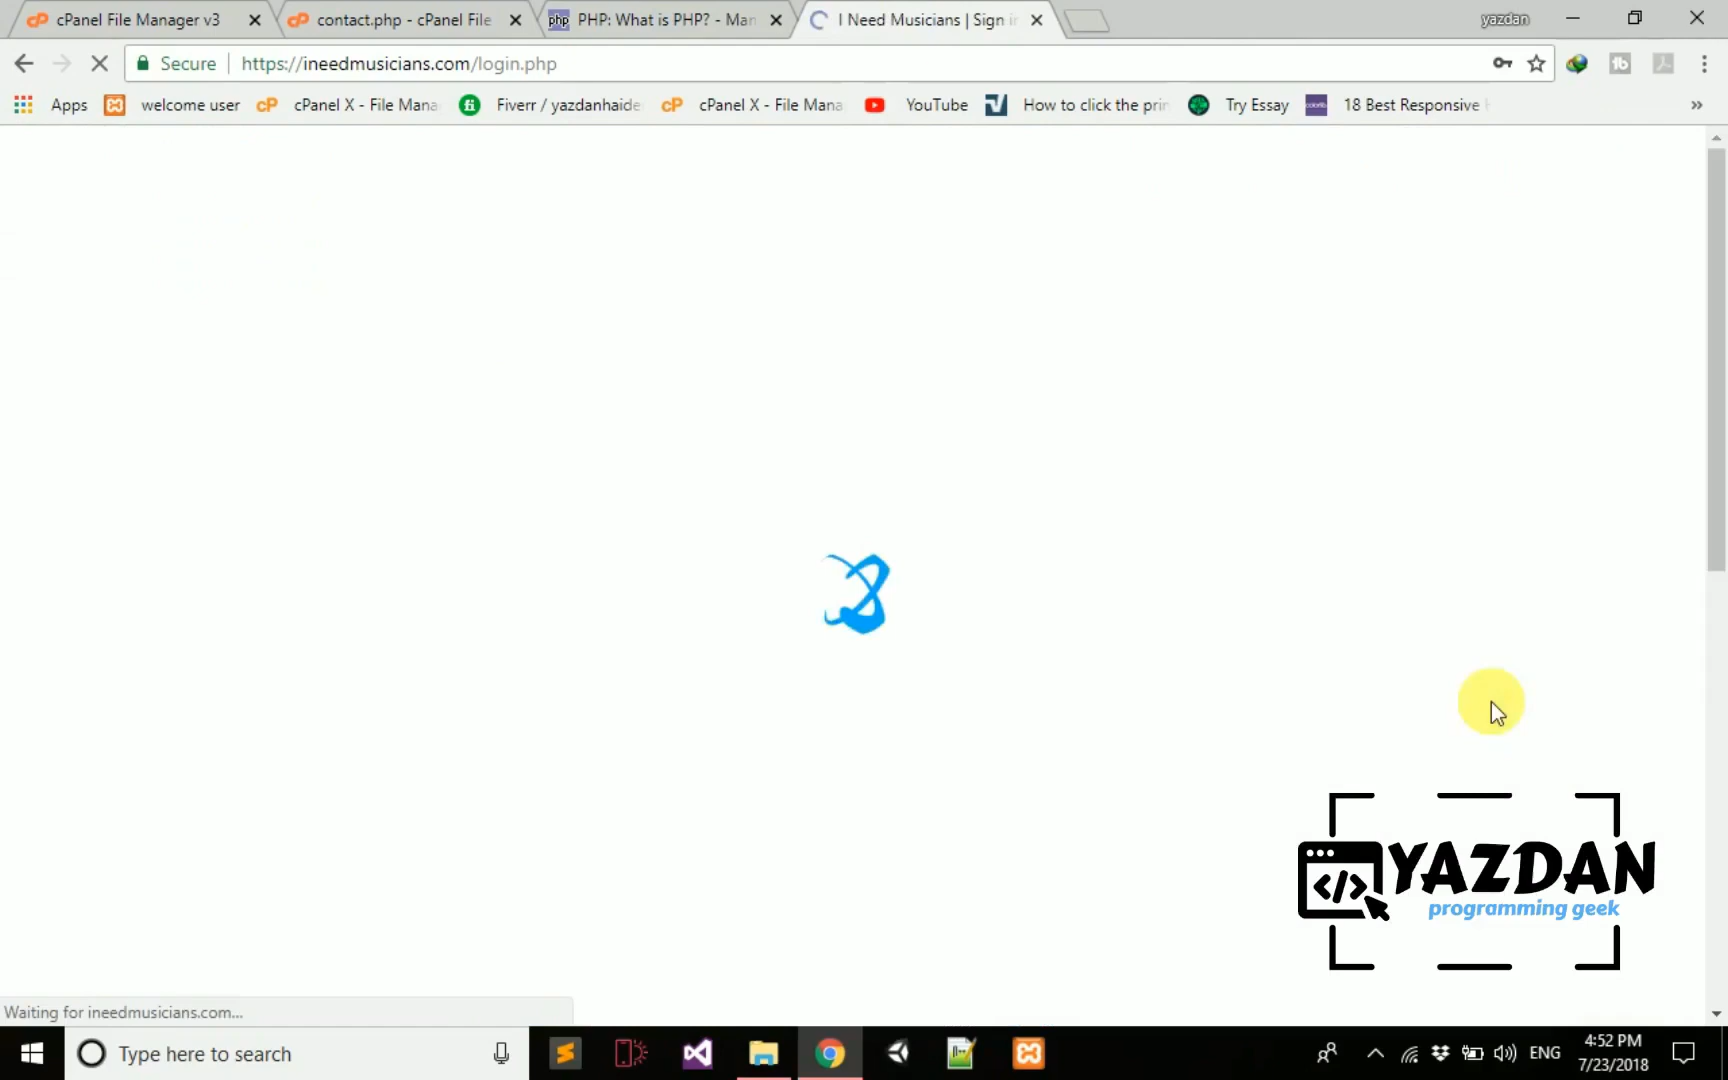 cPanel File Manager v3
contact.php - cPanel File
PHP: What is PHP? - Man
I Need Musicians | Sign in
yazdan
Secure
https://ineedmusicians.com/login.php
Apps
welcome user
cPanel X - File Mana
Fiverr / yazdanhaide
cPanel X - File Mana
YouTube
How to click the prin
Try Essay
18 Best Responsive
YAZDAN
programming geek
Waiting for ineedmusicians.com...
Type here to search
ENG
4:52 PM
7/23/2018